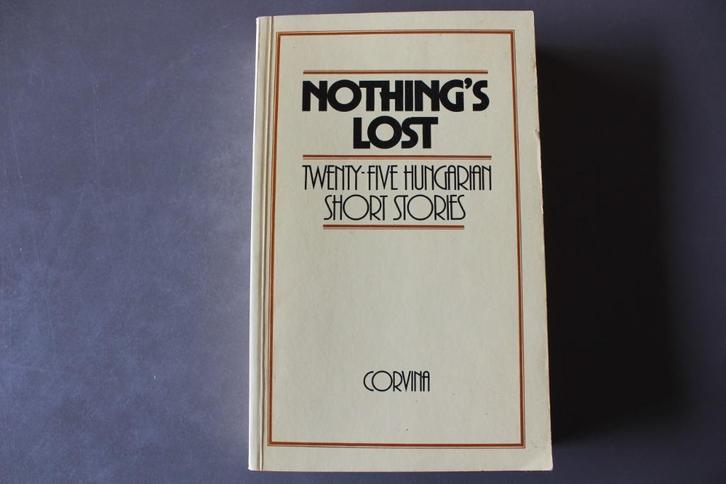 NOTHING'S
LOST
TWENTY-FIVE HUNGARIAN
SHORT STORIES
CORVINA